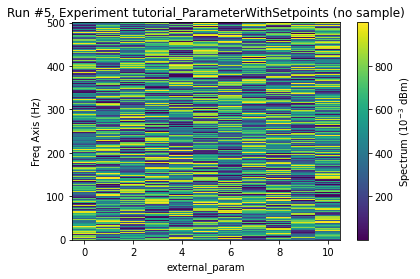 Run #5, Experiment tutorial_ParameterWithSetpoints (no sample)
500
400
300
200
100
0
Freq Axis (Hz)
0 2 4 6 8 10
external_param
800
600
400
200
Spectrum (10⁻³ dBm)